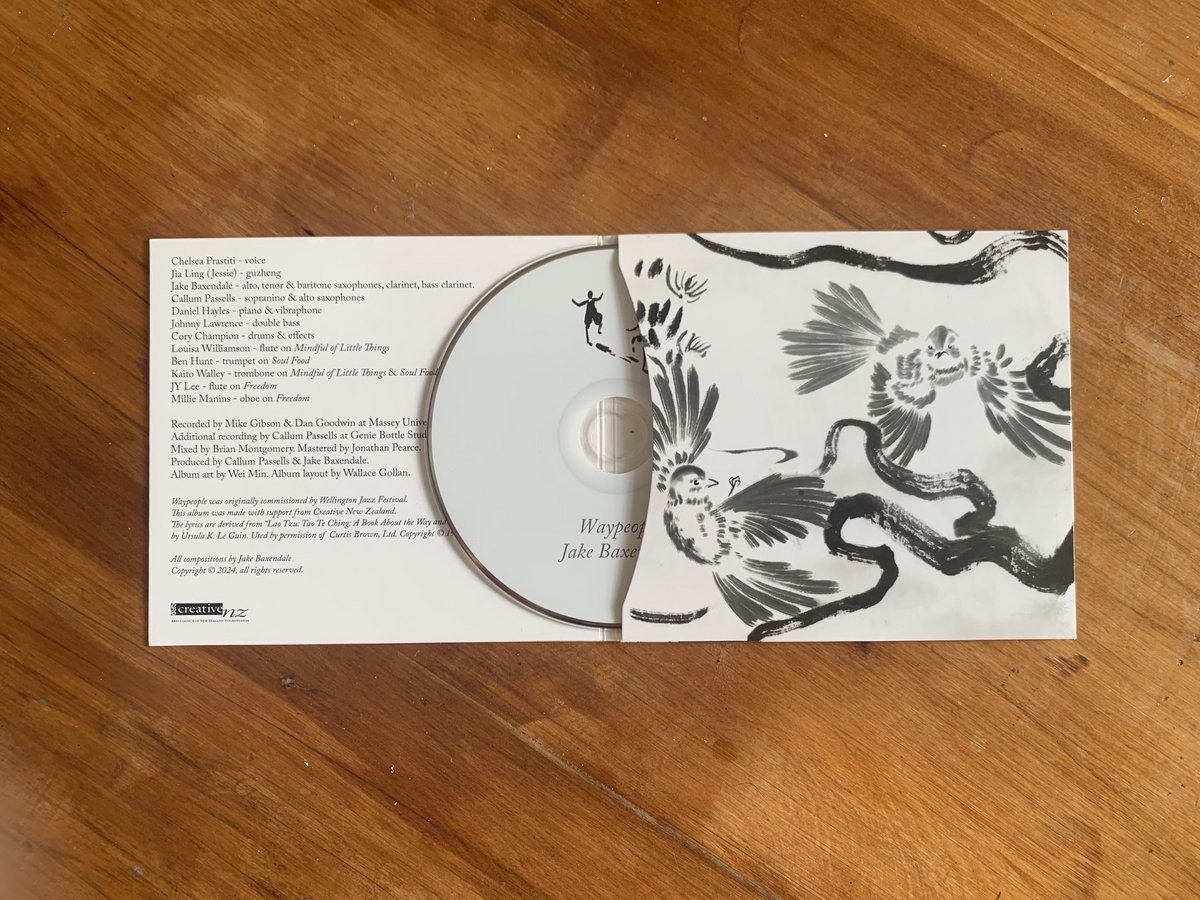 Chelsea Prastiti - voice
Jia Ling (Jessie) - guzheng
Jake Baxendale - alto, tenor & baritone saxophones, clarinet, bass clarinet.
Callum Passells - sopranino & alto saxophones
Daniel Hayles - piano & vibraphone
Johnny Lawrence - double bass
Cory Champion - drums & effects
Louisa Williamson - flute on Mindful of Little Things
Ben Hunt - trumpet on Soul Food
Kaito Walley - trombone on Mindful of Little Things & Soul Food
JY Lee - flute on Freedom
Millie Manins - oboe on Freedom
Recorded by Mike Gibson & Dan Goodwin at Massey Unive
Additional recording by Callum Passells at Genie Bottle Stud
Mixed by Brian Montgomery. Mastered by Jonathan Pearce.
Produced by Callum Passells & Jake Baxendale.
Album art by Wei Min. Album layout by Wallace Gollan.
Waypeople was originally commissioned by Wellington Jazz Festival.
This album was made with support from Creative New Zealand.
The lyrics are derived from "Lao Tzu: Tao Te Ching: A Book About the Way and
by Ursula K. Le Guin. Used by permission of Curtis Brown, Ltd. Copyright © 19
All compositions by Jake Baxendale
Copyright © 2024, all rights reserved.
creative nz
ARTS COUNCIL OF NEW ZEALAND TOI AOTEAROA
Waypeop
Jake Baxe